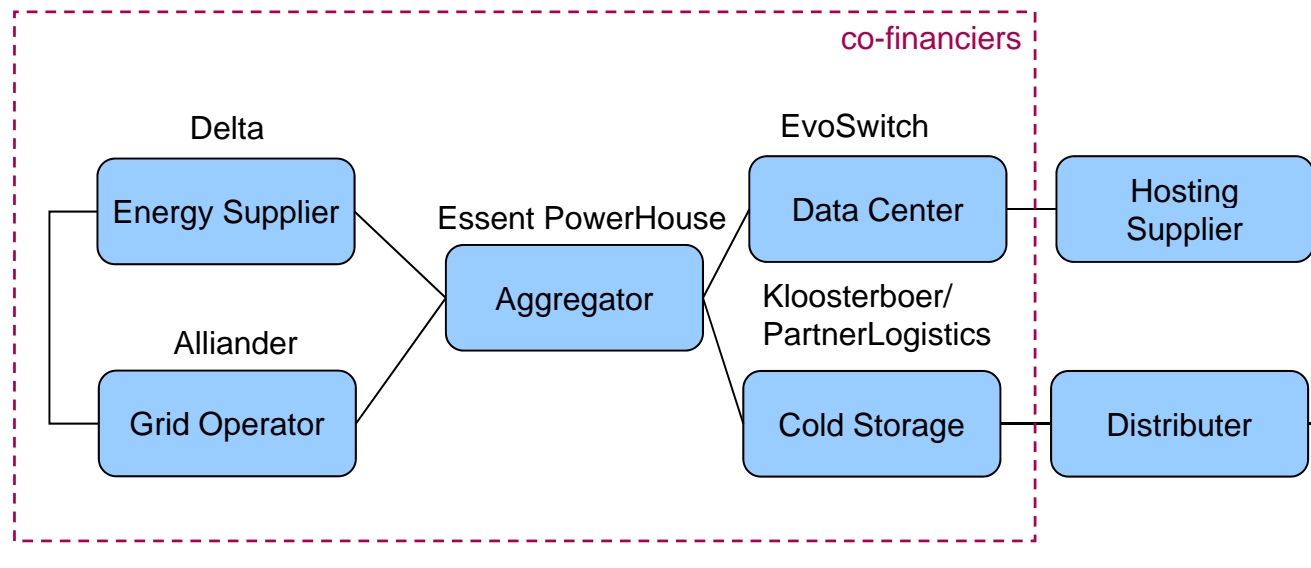 co-financiers
Delta
Energy Supplier
Alliander
Grid Operator
Essent PowerHouse
Aggregator
EvoSwitch
Data Center
Kloosterboer/
PartnerLogistics
Cold Storage
Hosting
Supplier
Distributer